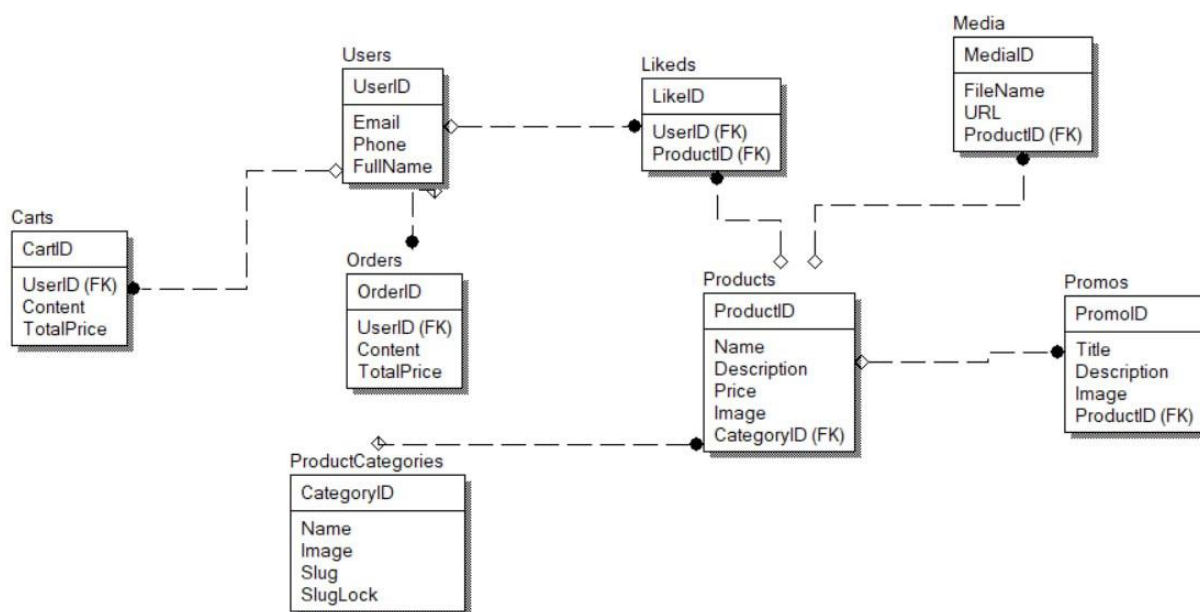 Media
MediaID
FileName
URL
ProductID (FK)
Users
UserID
Email
Phone
FullName
Likeds
LikeID
UserID (FK)
ProductID (FK)
Carts
CartID
UserID (FK)
Content
TotalPrice
Orders
OrderID
UserID (FK)
Content
TotalPrice
Products
ProductID
Name
Description
Price
Image
CategoryID (FK)
Promos
PromoID
Title
Description
Image
ProductID (FK)
ProductCategories
CategoryID
Name
Image
Slug
SlugLock